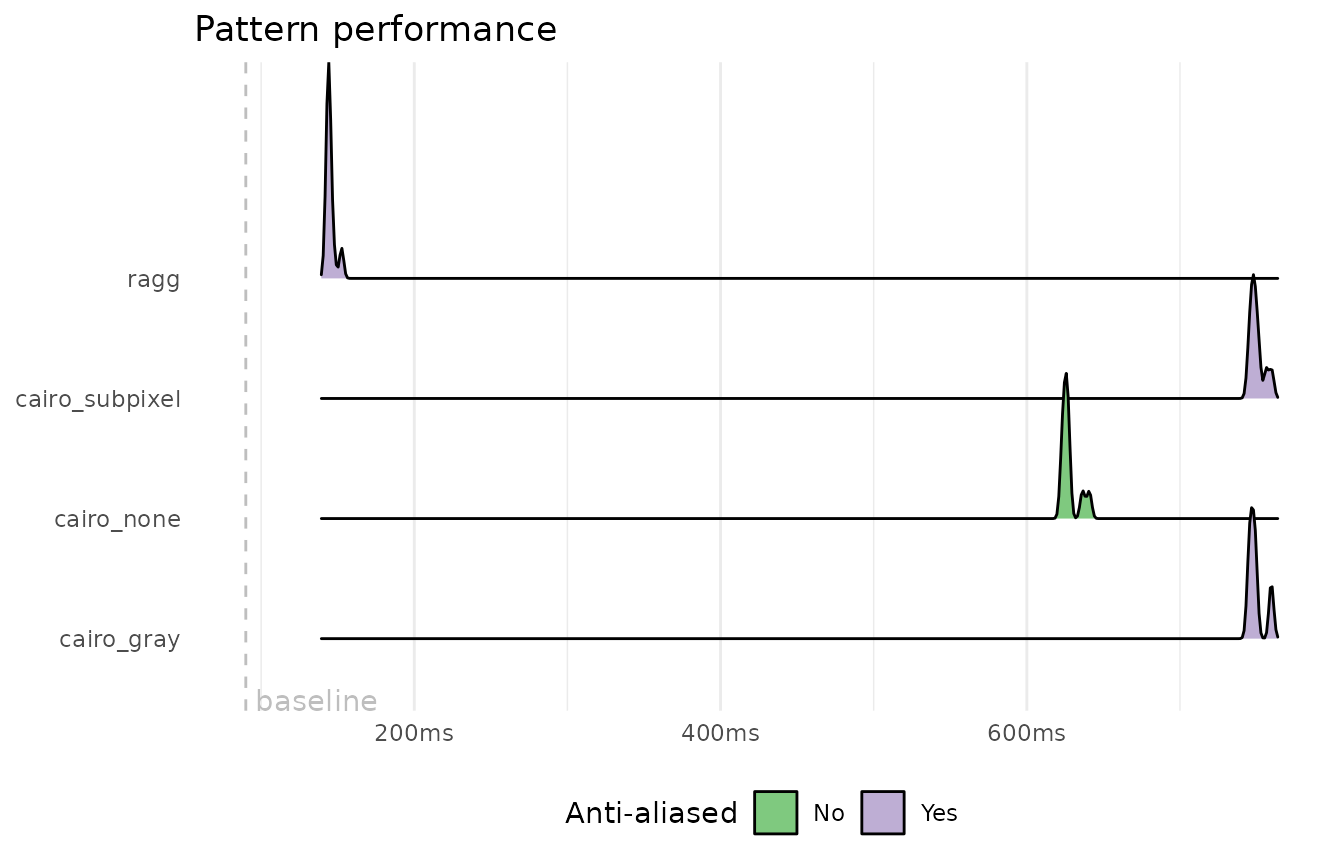 Pattern performance
ragg
cairo_subpixel
cairo_none
cairo_gray
baseline
200ms 400ms 600ms
Anti-aliased No Yes